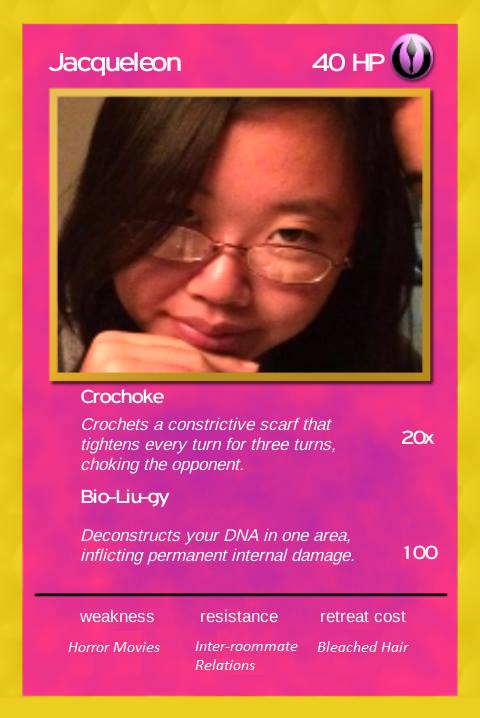 Jacqueleon 40 HP
Crochoke
Crochets a constrictive scarf that
tightens every turn for three turns,
choking the opponent.
20x
Bio-Liu-gy
Deconstructs your DNA in one area,
inflicting permanent internal damage.
100
weakness resistance retreat cost
Horror Movies Inter-roommate Bleached Hair
Relations